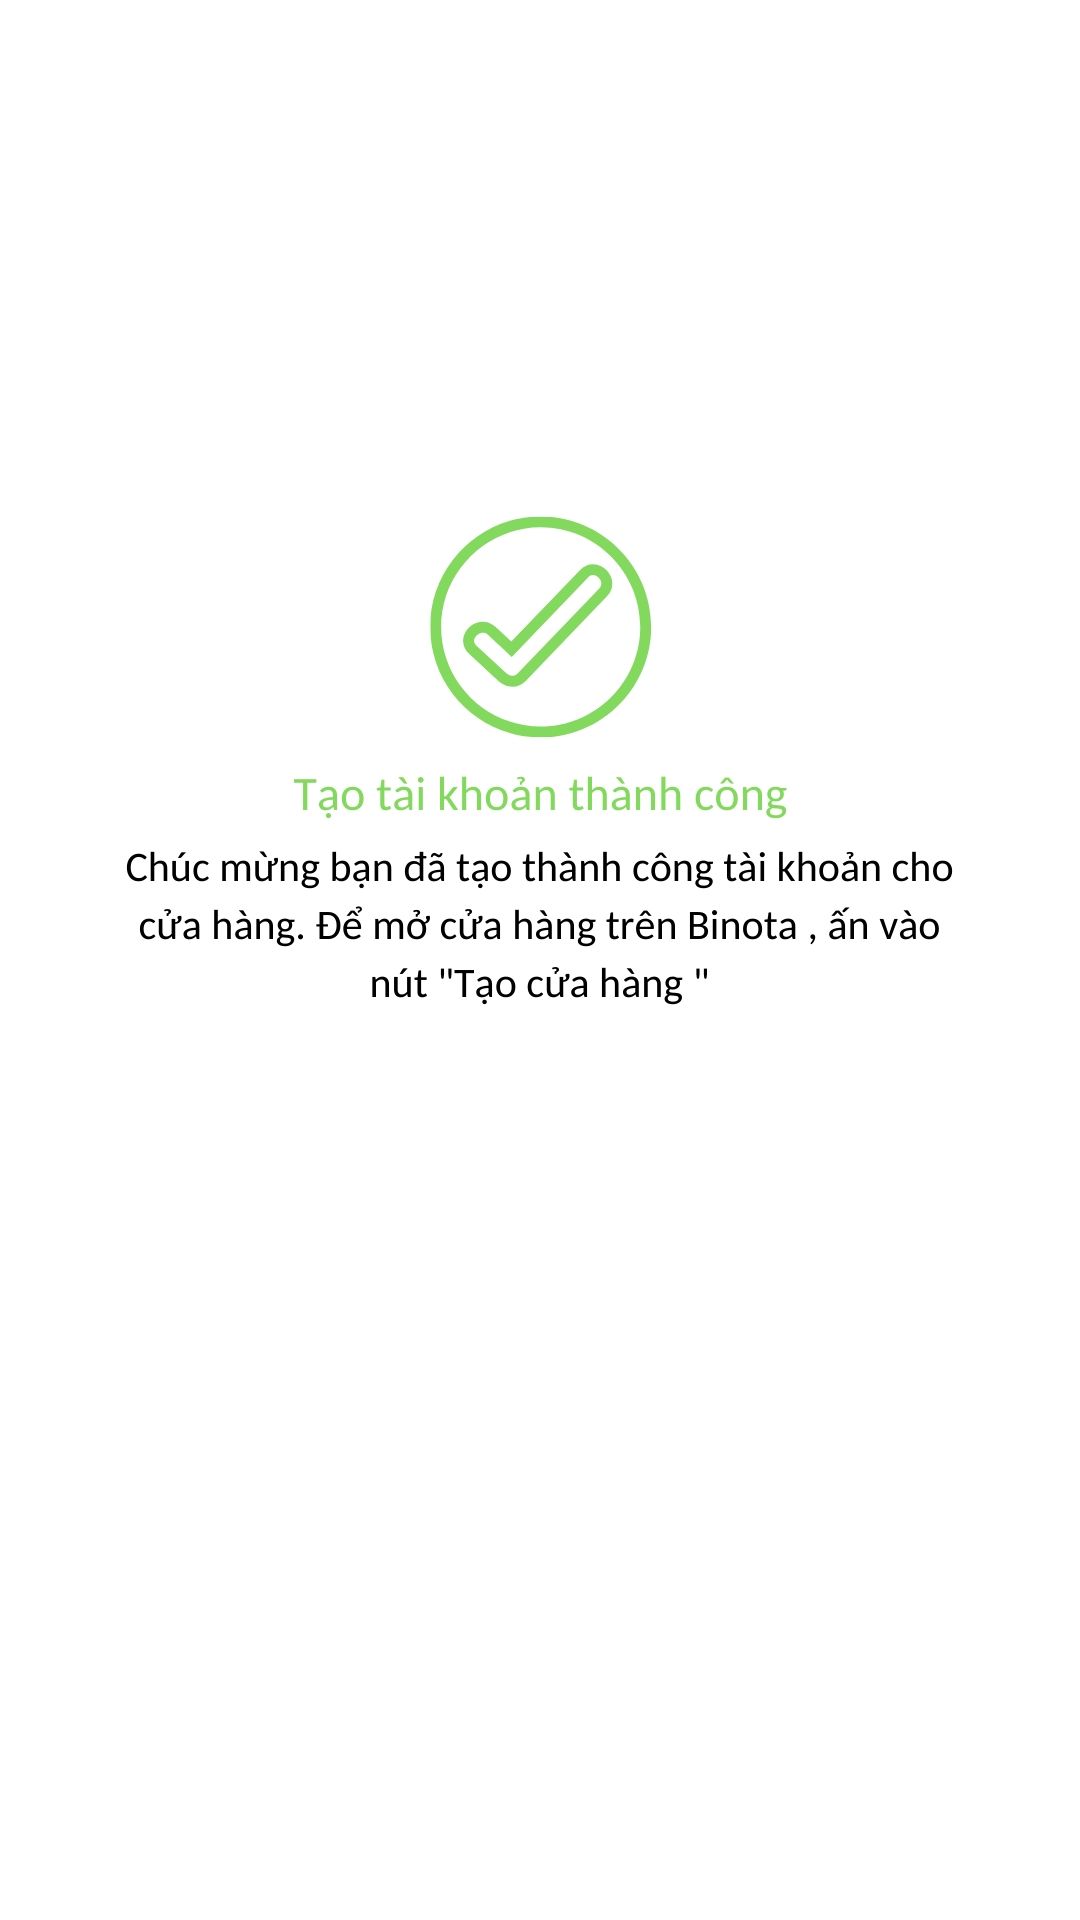 Tạo tài khoản thành công
Chúc mừng bạn đã tạo thành công tài khoản cho
cửa hàng. Để mở cửa hàng trên Binota , ấn vào
nút "Tạo cửa hàng "